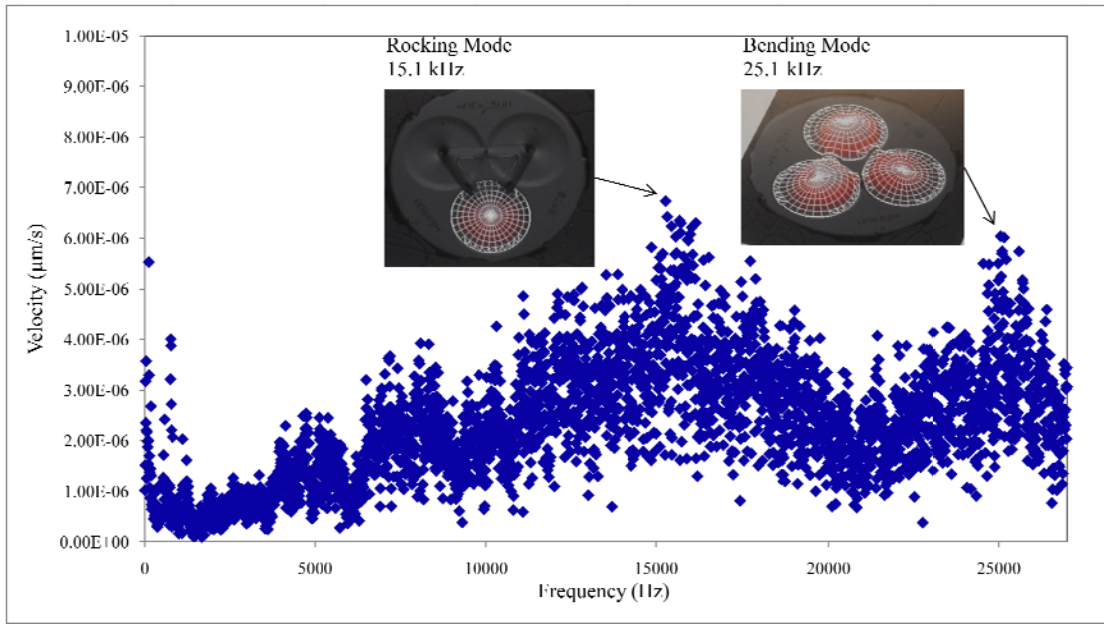 Rocking Mode
15.1 kHz
Bending Mode
25.1 kHz
1.00E-05
9.00E-06
8.00E-06
7.00E-06
6.00E-06
5.00E-06
4.00E-06
3.00E-06
2.00E-06
1.00E-06
0.00E+00
Velocity (µm/s)
0 5000 10000 15000 20000 25000
Frequency (Hz)